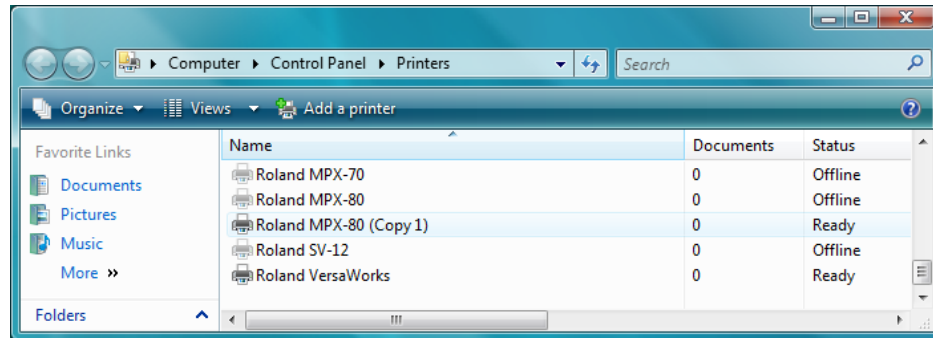 Computer ▸ Control Panel ▸ Printers Search
Organize Views Add a printer
Favorite Links
Documents
Pictures
Music
More »
Folders
Name Documents Status
Roland MPX-70 0 Offline
Roland MPX-80 0 Offline
Roland MPX-80 (Copy 1) 0 Ready
Roland SV-12 0 Offline
Roland VersaWorks 0 Ready